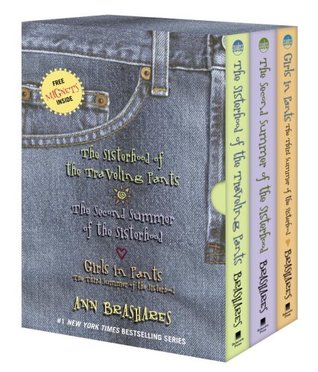 FREE
MAGNETS
INSIDE
The Sisterhood
of the
Traveling Pants
The Second Summer
of the Sisterhood
Girls in Pants
The Third Summer of the Sisterhood
ANN BRASHARES
#1 NEW YORK TIMES BESTSELLING SERIES
The Sisterhood of the Traveling Pants BRASHARES
The Second Summer of the Sisterhood BRASHARES
Girls in Pants The Third Summer of the Sisterhood BRASHARES